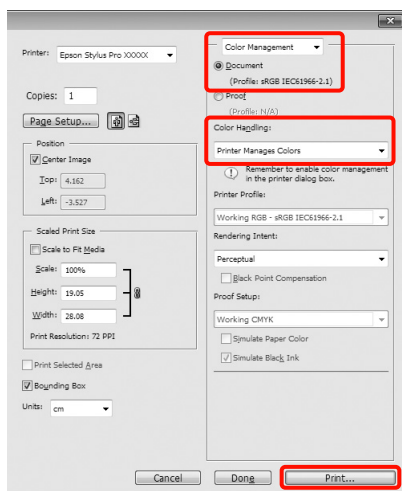 Printer: Epson Stylus Pro XXXXX
Copies: 1
Page Setup...
Position
Center Image
Top: 4.162
Left: -3.527
Scaled Print Size
Scale to Fit Media
Scale: 100%
Height: 19.05
Width: 28.08
Print Resolution: 72 PPI
Print Selected Area
Bounding Box
Units: cm
Color Management
Document
(Profile: sRGB IEC61966-2.1)
Proof
(Profile: N/A)
Color Handling:
Printer Manages Colors
Remember to enable color management
in the printer dialog box.
Printer Profile:
Working RGB - sRGB IEC61966-2.1
Rendering Intent:
Perceptual
Black Point Compensation
Proof Setup:
Working CMYK
Simulate Paper Color
Simulate Black Ink
Cancel
Done
Print...